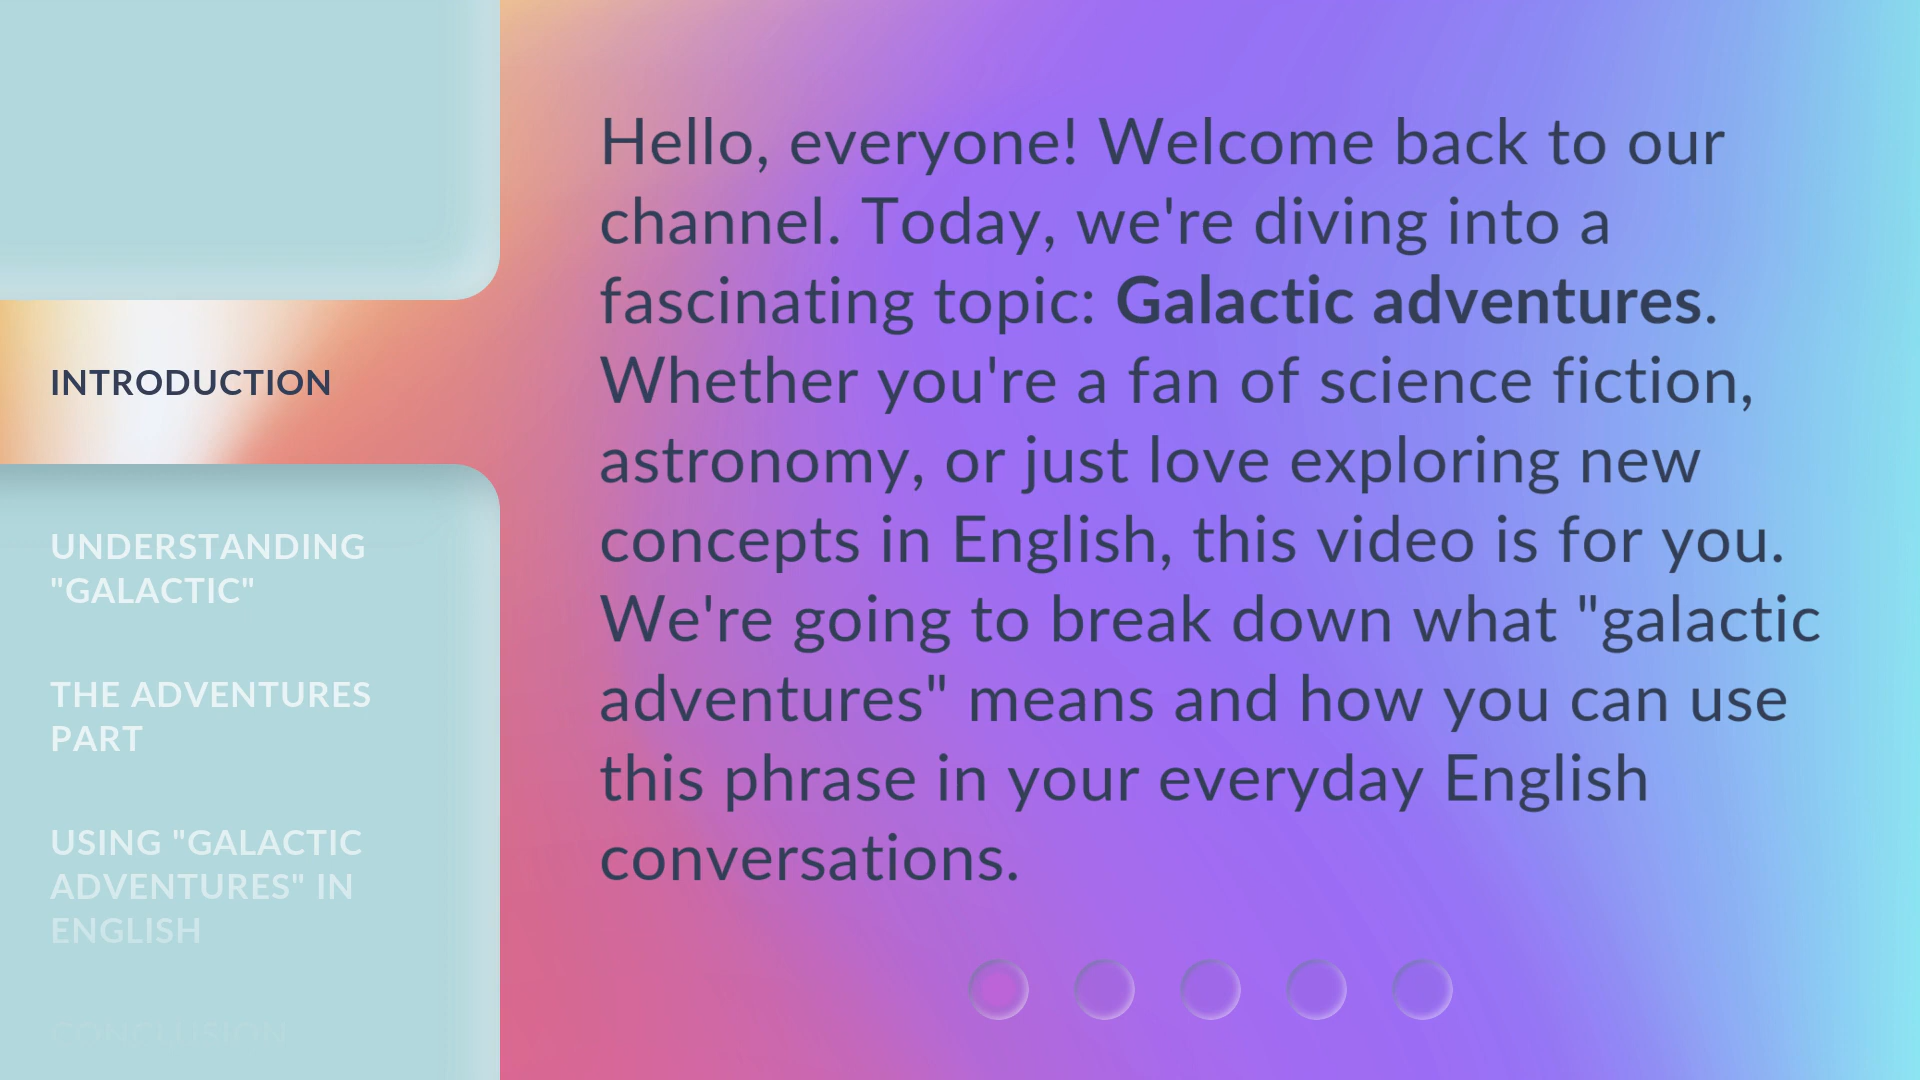 INTRODUCTION
UNDERSTANDING
"GALACTIC"
THE ADVENTURES
PART
USING "GALACTIC
ADVENTURES" IN
ENGLISH
CONCLUSION
Hello, everyone! Welcome back to our
channel. Today, we're diving into a
fascinating topic: Galactic adventures.
Whether you're a fan of science fiction,
astronomy, or just love exploring new
concepts in English, this video is for you.
We're going to break down what "galactic
adventures" means and how you can use
this phrase in your everyday English
conversations.